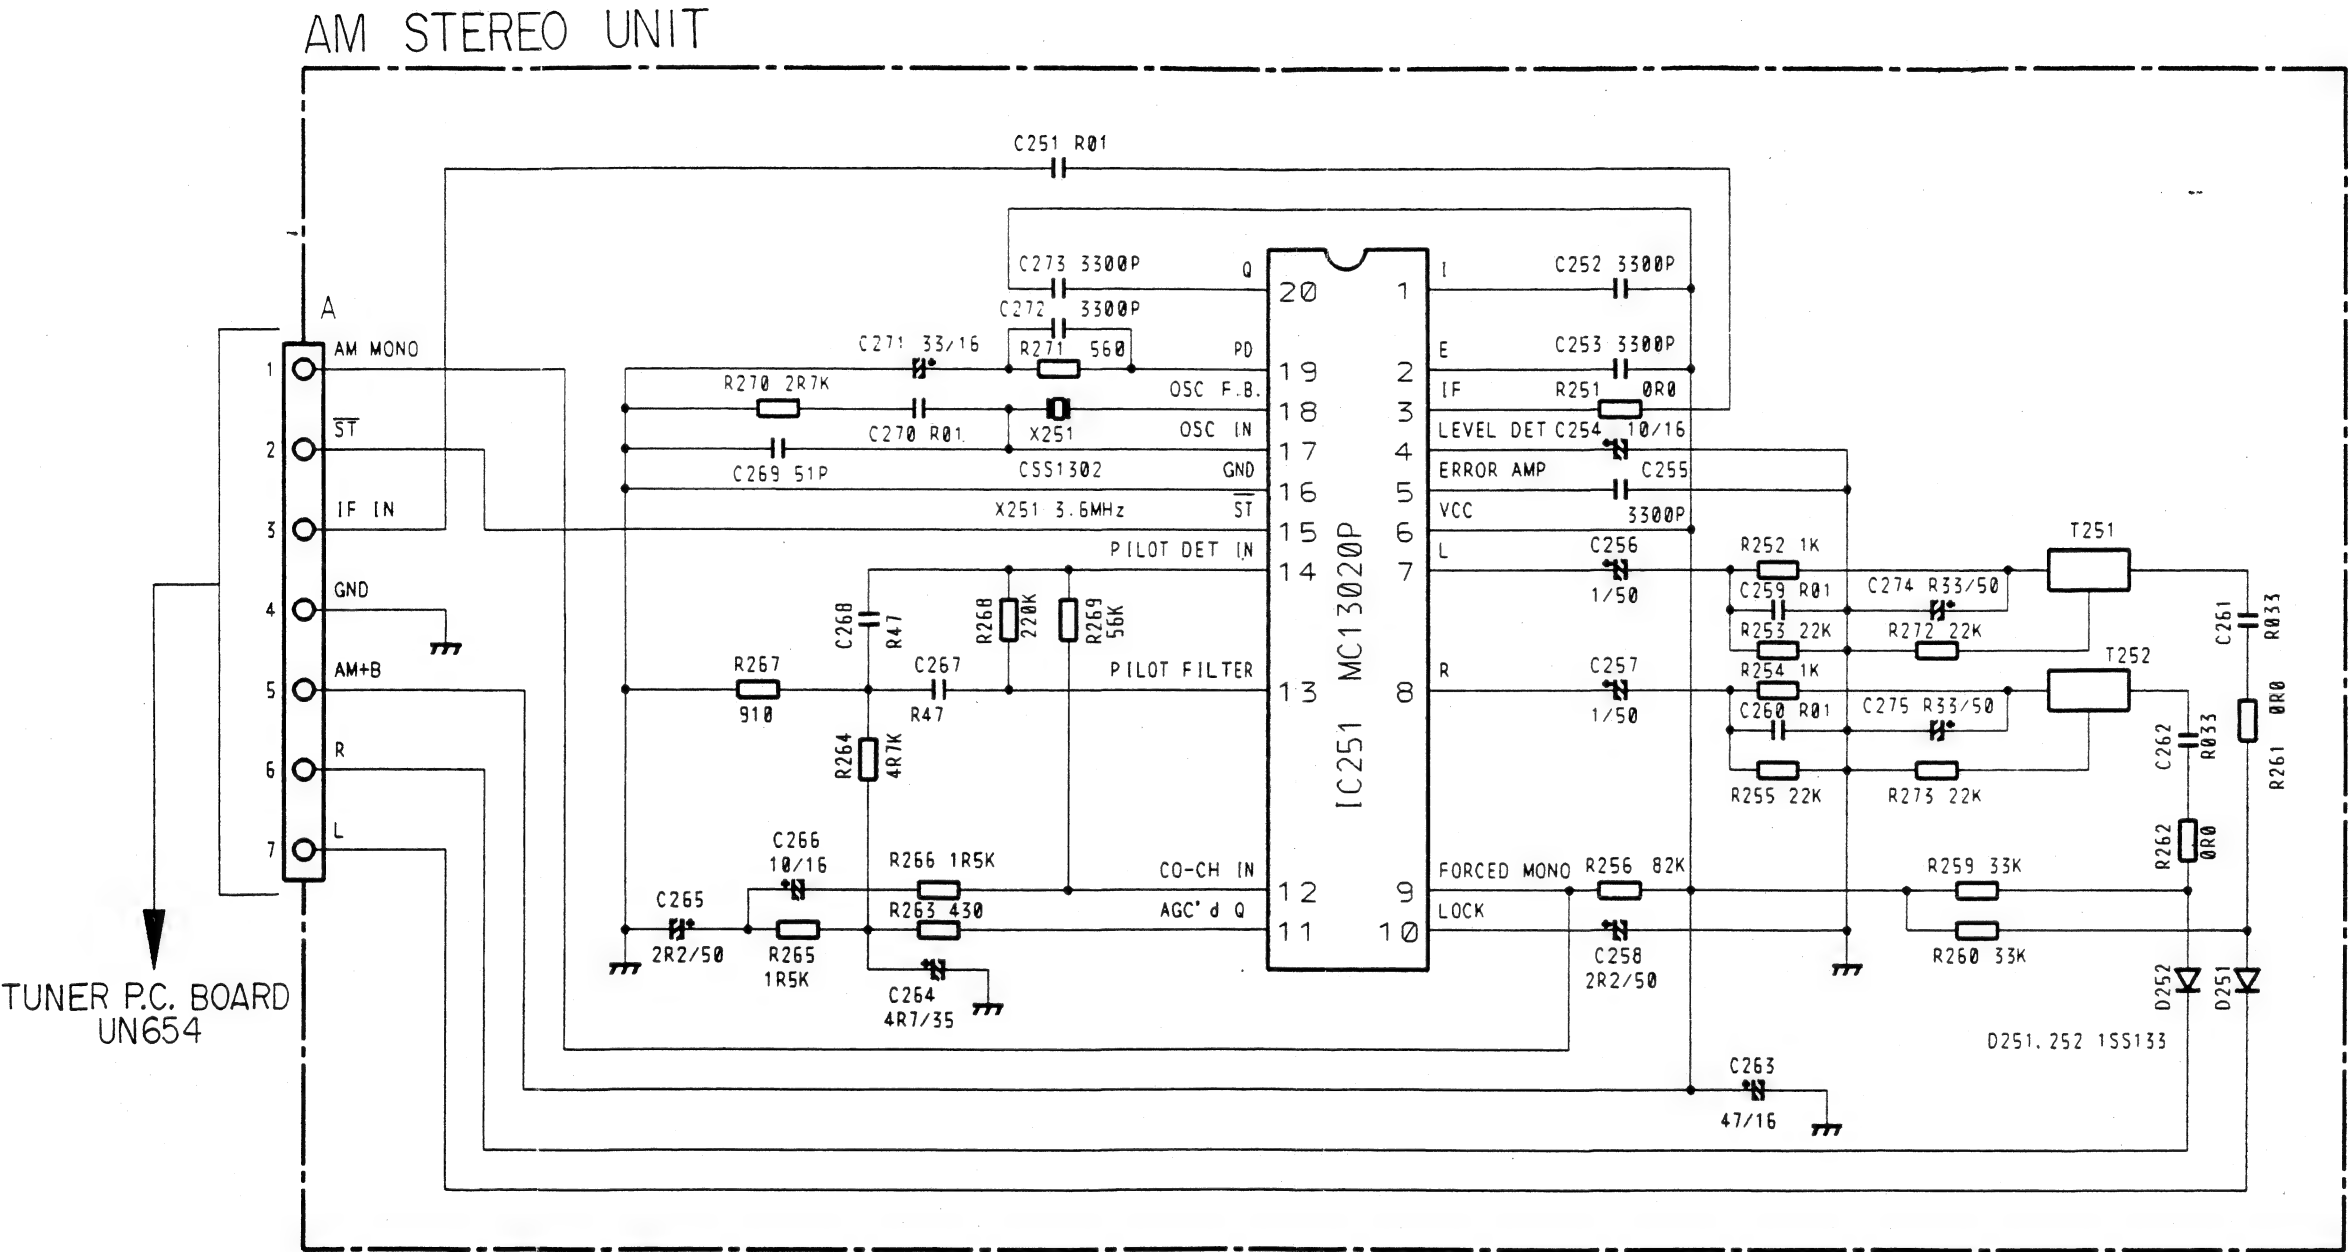 AM STEREO UNIT
C251 R01
A
1 AM MONO
2 ST
3 IF IN
4 GND
5 AM+B
6 R
7 L
TUNER P.C. BOARD
UN654
C273 3300P
C272 3300P
C271 33/16
R271 560
R270 2R7K
C270 R01
X251
C269 51P
CSS1302
X251 3.6MHz
C268 R47
R268 220K
R269 56K
R267
910
C267
R47
R264 4R7K
C266
10/16
R266 1R5K
C265
2R2/50
R265
1R5K
R263 430
C264
4R7/35
Q
20
PD
19
OSC F.B.
18
OSC IN
17
GND
16
ST
15
PILOT DET IN
14
PILOT FILTER
13
CO-CH IN
12
AGC'd Q
11
IC251 MC13020P
I
1
E
2
IF
3
LEVEL DET
4
ERROR AMP
5
VCC
6
L
7
R
8
FORCED MONO
9
LOCK
10
C252 3300P
C253 3300P
R251 0R0
C254 10/16
C255
3300P
C256
1/50
R252 1K
C259 R01
R253 22K
C274 R33/50
R272 22K
T251
C257
1/50
R254 1K
C260 R01
R255 22K
C275 R33/50
R273 22K
T252
C261 R033
C262 R033
R261 0R0
R262 0R0
R256 82K
C258
2R2/50
R259 33K
R260 33K
D252
D251
D251,252 1SS133
C263
47/16